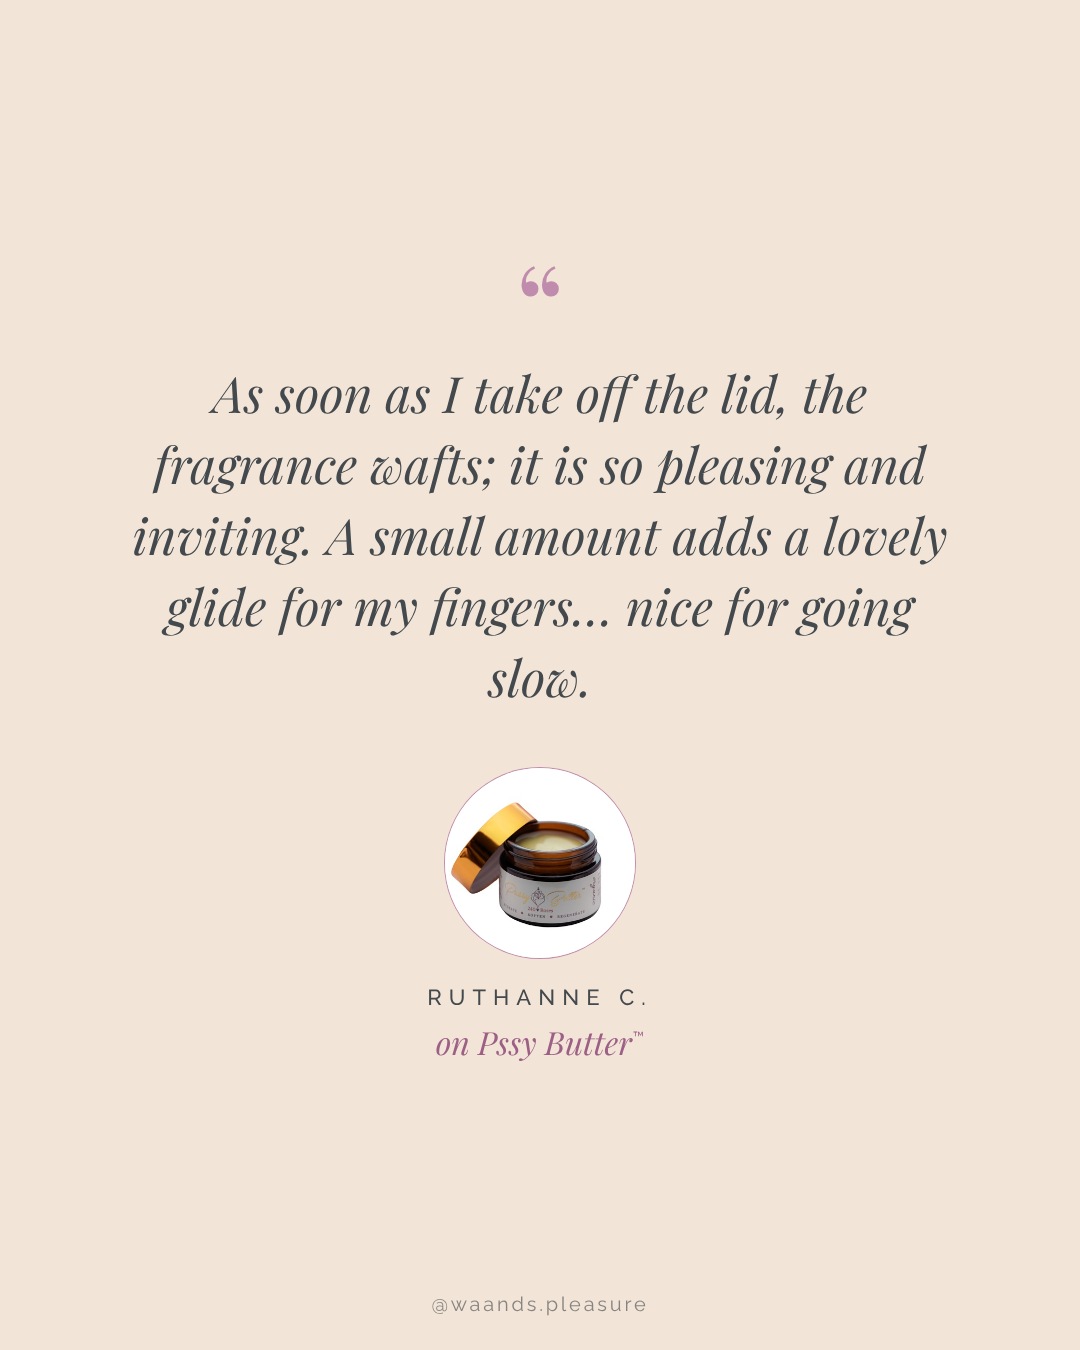 “
As soon as I take off the lid, the
fragrance wafts; it is so pleasing and
inviting. A small amount adds a lovely
glide for my fingers... nice for going
slow.
RUTHANNE C.
on Pssy Butter™
@waands.pleasure